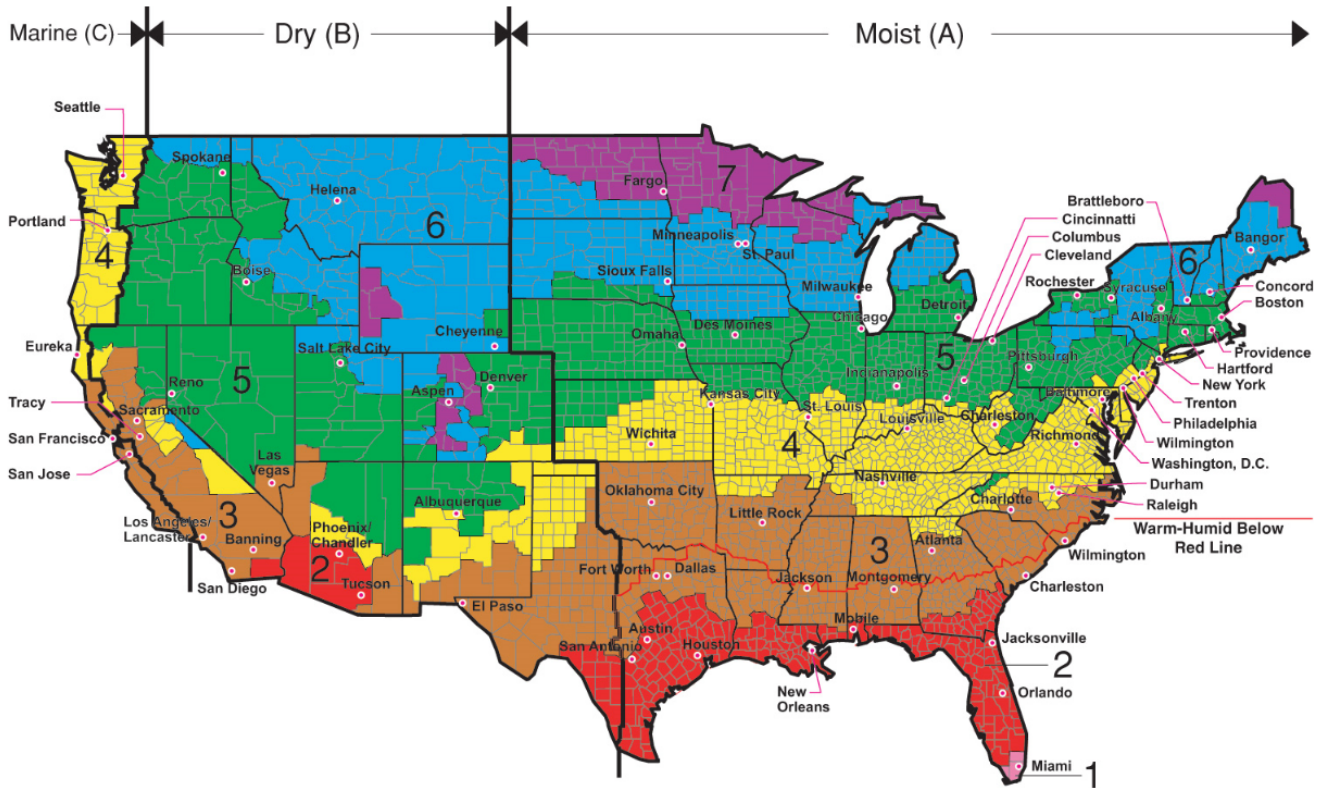 Marine (C)
Dry (B)
Moist (A)
Seattle
Spokane
Helena
6
Fargo
7
Brattleboro
Cincinnatti
Columbus
Cleveland
Portland
4
Boise
Minneapolis
St. Paul
Sioux Falls
Milwaukee
Rochester
Syracuse
6
Bangor
Concord
Boston
Albany
Detroit
Chicago
Cheyenne
Omaha
Des Moines
Eureka
Salt Lake City
5
Reno
Aspen
Denver
Indianapolis
5
Pittsburgh
Providence
Hartford
New York
Trenton
Philadelphia
Wilmington
Washington, D.C.
Baltimore
Tracy
Sacramento
San Francisco
San Jose
Las
Vegas
Kansas City
St. Louis
Louisville
Charleston
Wichita
4
Richmond
Durham
Raleigh
Nashville
Charlotte
Oklahoma City
Albuquerque
3
Los Angeles/
Lancaster
Banning
Phoenix/
Chandler
2
Tucson
San Diego
El Paso
Little Rock
3
Atlanta
Warm-Humid Below
Red Line
Wilmington
Charleston
Fort Worth
Dallas
Jackson
Montgomery
Mobile
Austin
San Antonio
Houston
New
Orleans
Jacksonville
2
Orlando
Miami
1